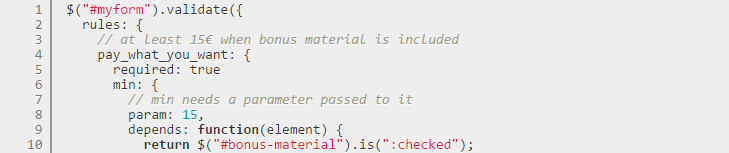 1 $("#myform").validate({
2 rules: {
3 // at least 15€ when bonus material is included
4 pay_what_you_want: {
5 required: true
6 min: {
7 // min needs a parameter passed to it
8 param: 15,
9 depends: function(element) {
10 return $("#bonus-material").is(":checked");